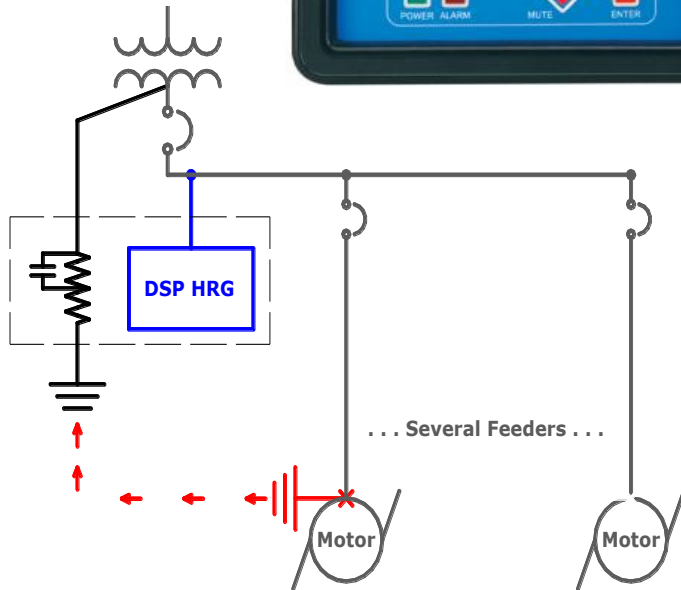 POWER ALARM MUTE ENTER
DSP HRG
. . . Several Feeders . . .
Motor Motor